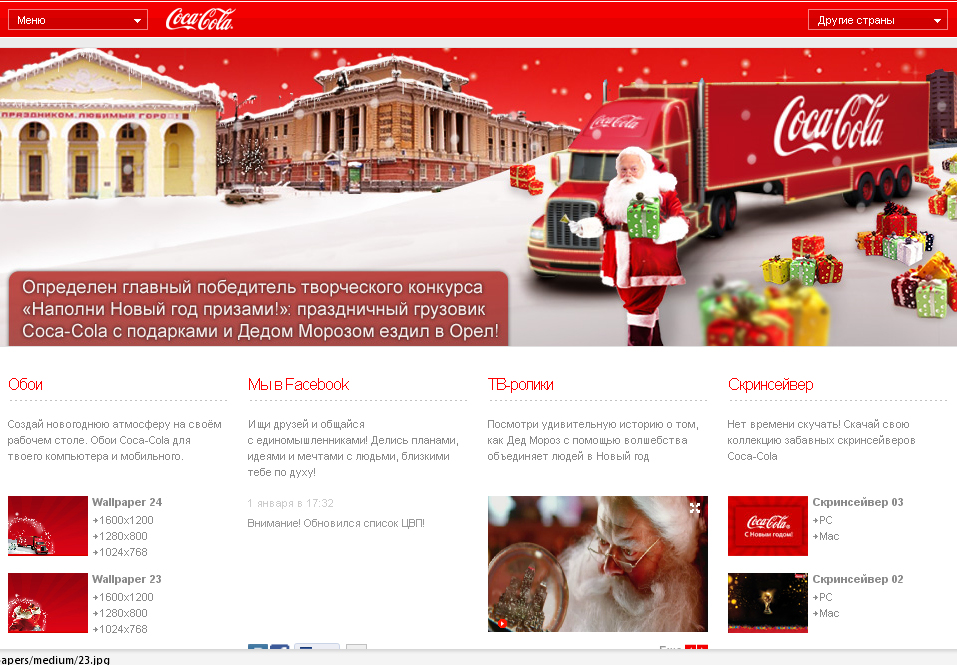 Меню
Coca-Cola
Другие страны
ПРАЗДНИКОМ, ЛЮБИМЫЙ ГОРОД
Coca-Cola
Coca-Cola
Определен главный победитель творческого конкурса
«Наполни Новый год призами!»: праздничный грузовик
Coca-Cola с подарками и Дедом Морозом ездил в Орел!
Обои
Создай новогоднюю атмосферу на своём
рабочем столе. Обои Coca-Cola для
твоего компьютера и мобильного.
Wallpaper 24
1600x1200
1280x800
1024x768
Wallpaper 23
1600x1200
1280x800
1024x768
Мы в Facebook
Ищи друзей и общайся
с единомышленниками! Делись планами,
идеями и мечтами с людьми, близкими
тебе по духу!
1 января в 17:32
Внимание! Обновился список ЦВП!
ТВ-ролики
Посмотри удивительную историю о том,
как Дед Мороз с помощью волшебства
объединяет людей в Новый год
Скринсейвер
Нет времени скучать! Скачай свою
коллекцию забавных скринсейверов
Coca-Cola
Coca-Cola
С Новым годом!
Скринсейвер 03
PC
Mac
Скринсейвер 02
PC
Mac
apers/medium/23.jpg